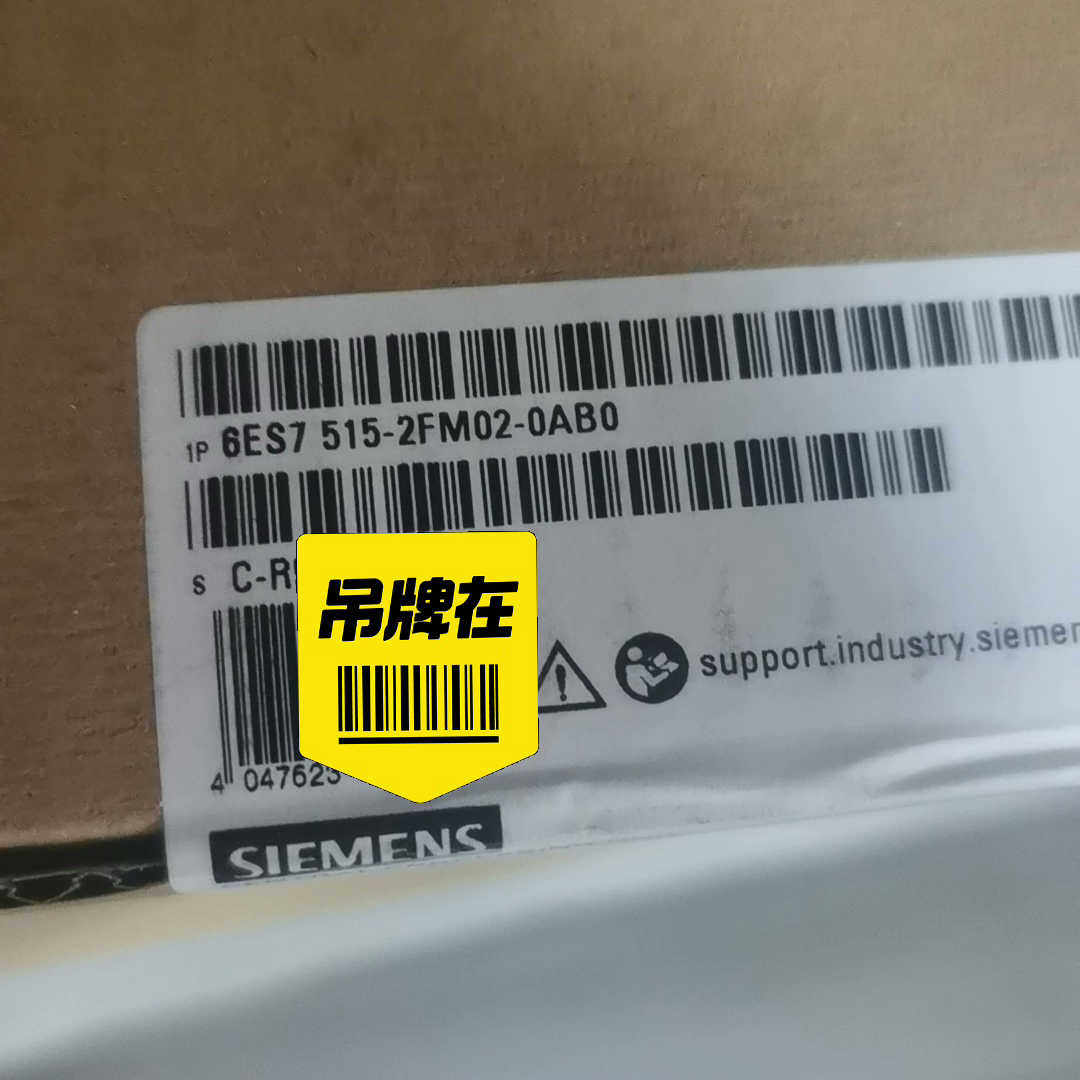 1P 6ES7 515-2FM02-0AB0
S C-R
吊牌在
support.industry.siemen
4 047623
SIEMENS